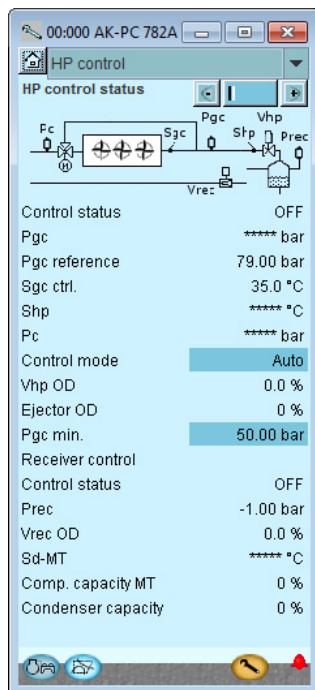 00:000 AK-PC 782A
HP control
HP control status
Pgc Vhp
Pc Sgc Shp Prec
M
Vrec
Control status OFF
Pgc ***** bar
Pgc reference 79.00 bar
Sgc ctrl. 35.0 °C
Shp ***** °C
Pc ***** bar
Control mode Auto
Vhp OD 0.0 %
Ejector OD 0 %
Pgc min. 50.00 bar
Receiver control
Control status OFF
Prec -1.00 bar
Vrec OD 0.0 %
Sd-MT ***** °C
Comp. capacity MT 0 %
Condenser capacity 0 %